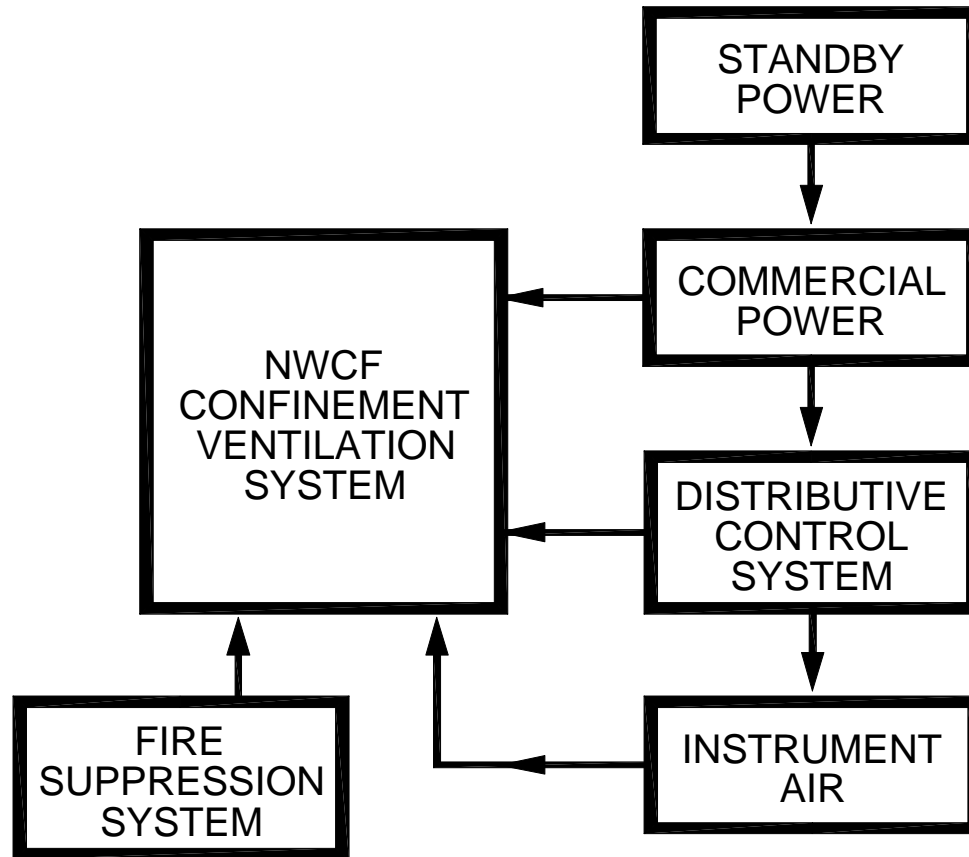 STANDBY
POWER
COMMERCIAL
POWER
NWCF
CONFINEMENT
VENTILATION
SYSTEM
DISTRIBUTIVE
CONTROL
SYSTEM
FIRE
SUPPRESSION
SYSTEM
INSTRUMENT
AIR